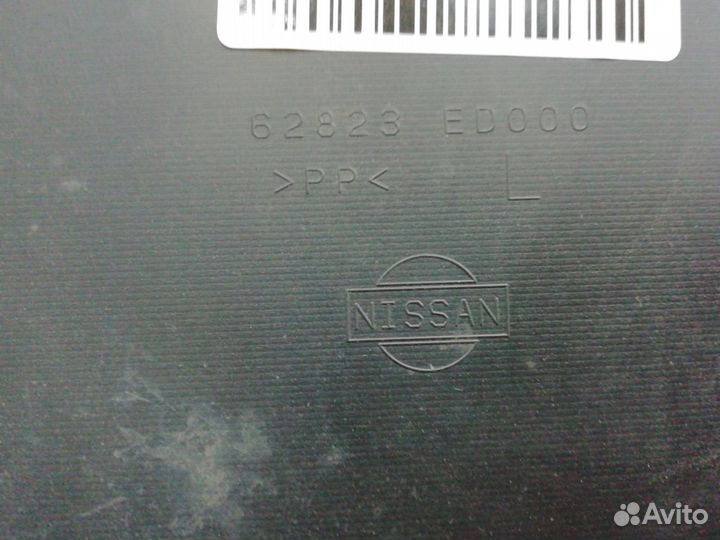 62823 ED000
>PP< L
NISSAN
Avito